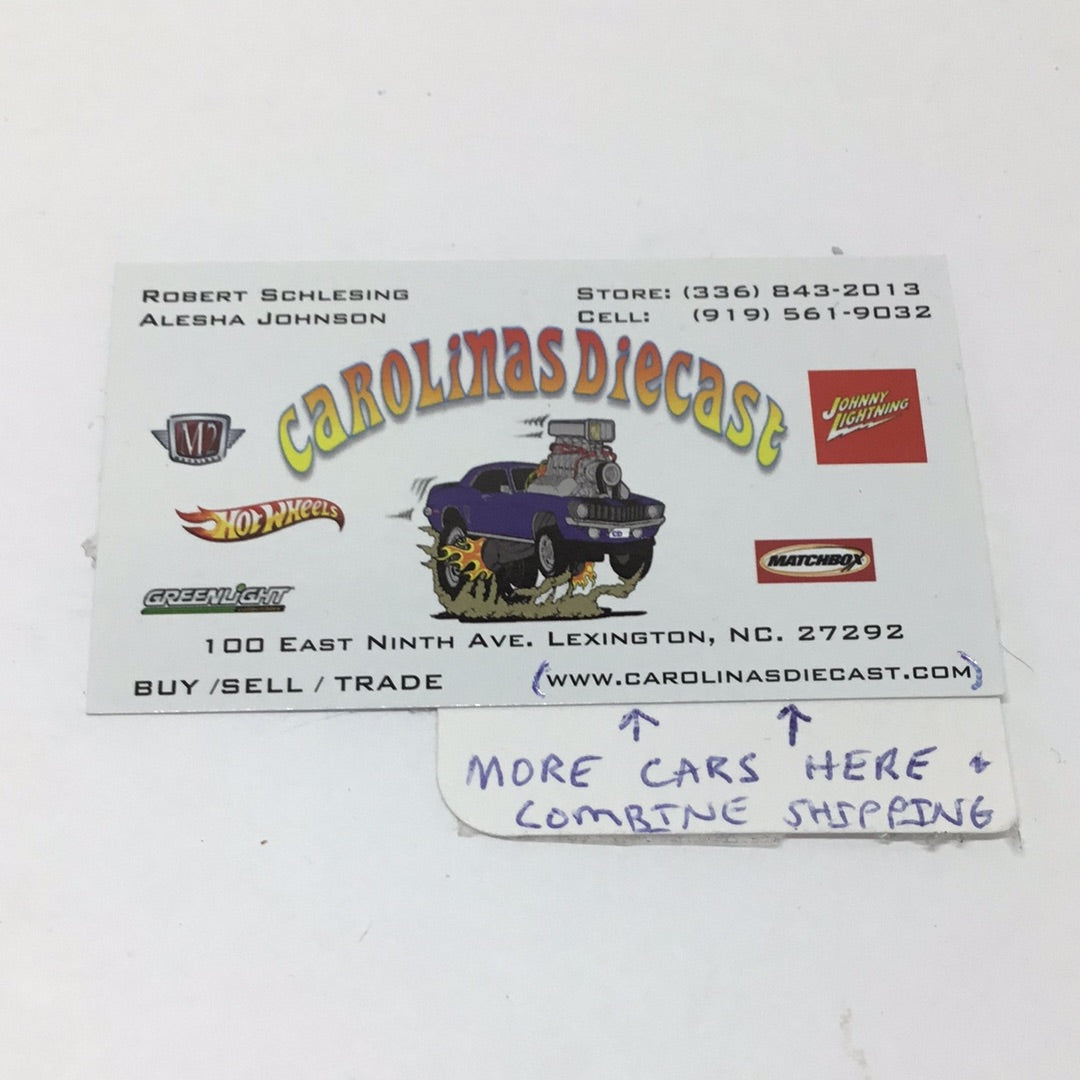 ROBERT SCHLESING
ALESHA JOHNSON
STORE: (336) 843-2013
CELL: (919) 561-9032
CAROLINAS DIECAST
M2
JOHNNY LIGHTNING
HOT WHEELS
CD
MATCHBOX
GREENLIGHT
100 EAST NINTH AVE. LEXINGTON, NC. 27292
BUY /SELL / TRADE
(WWW.CAROLINASDIECAST.COM)
↑ ↑
MORE CARS HERE +
COMBINE SHIPPING